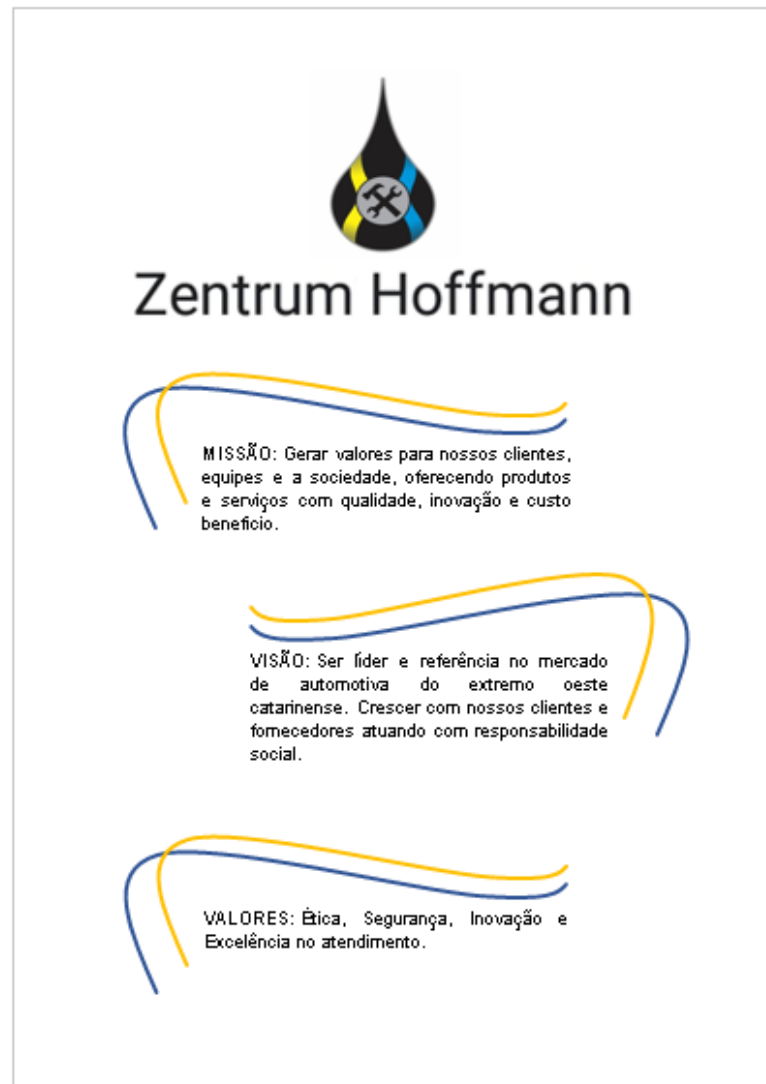 Zentrum Hoffmann
MISSÃO: Gerar valores para nossos clientes,
equipes e a sociedade, oferecendo produtos
e serviços com qualidade, inovação e custo
beneficio.
VISÃO: Ser líder e referência no mercado
de automotiva do extremo oeste
catarinense. Crescer com nossos clientes e
fornecedores atuando com responsabilidade
social.
VALORES: Ética, Segurança, Inovação e
Excelência no atendimento.